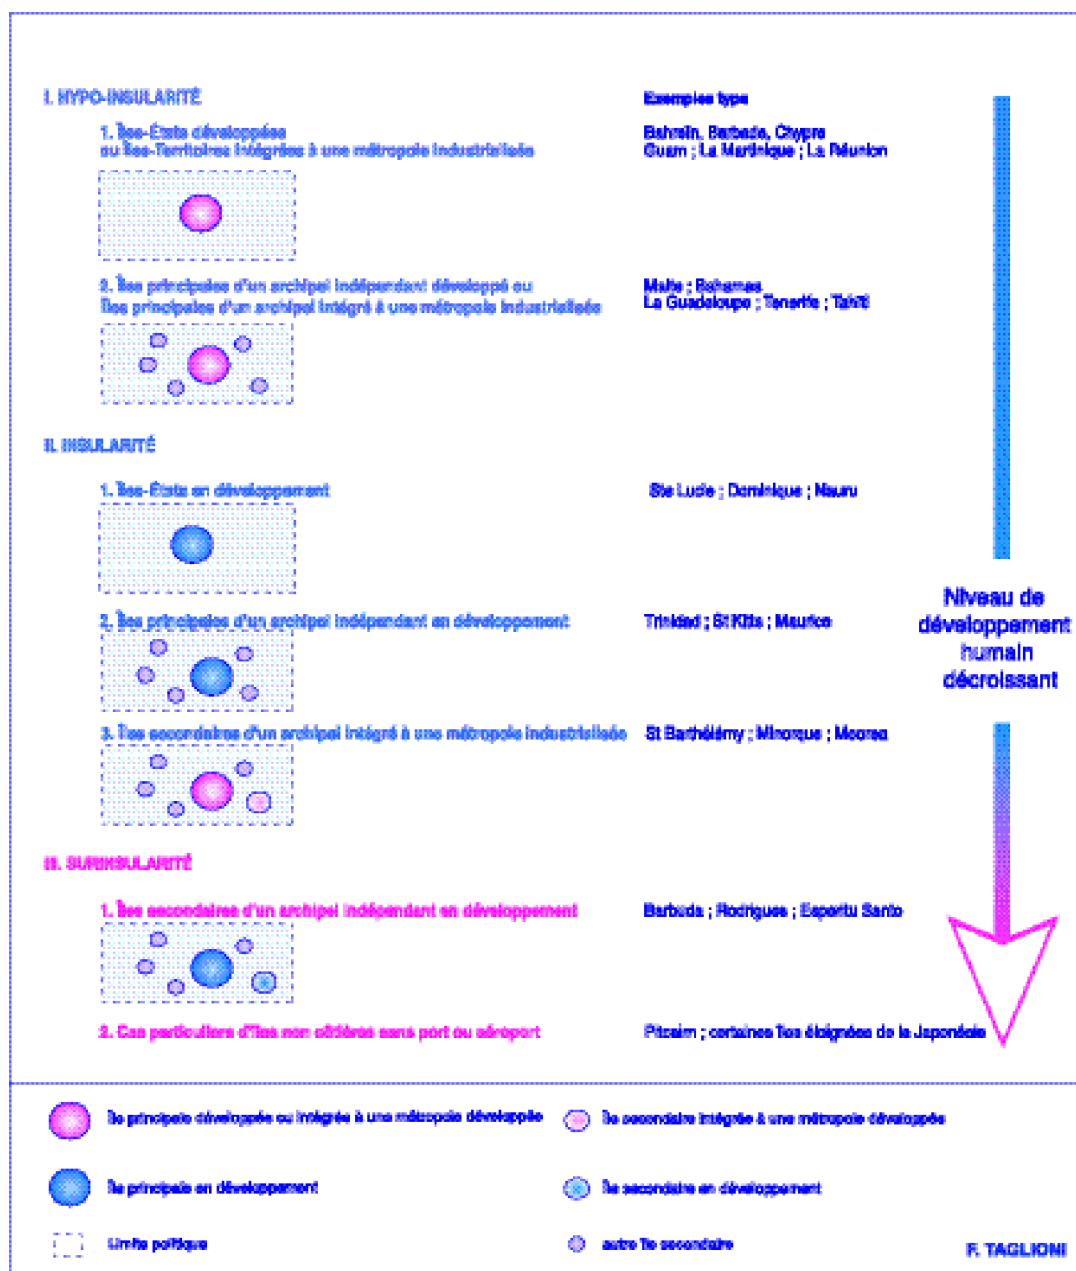 I. HYPO-INSULARITÉ
Exemples type
1. Îles-États développées
ou Îles-Territoires intégrées à une métropole industrialisée
Bahreïn, Barbade, Chypre
Guam ; La Martinique ; La Réunion
2. Îles principales d'un archipel indépendant développé ou
îles principales d'un archipel intégré à une métropole industrialisée
Malte ; Bahamas
La Guadeloupe ; Tenerife ; Tahiti
II. INSULARITÉ
1. Îles-États en développement
Ste Lucie ; Dominique ; Nauru
2. Îles principales d'un archipel indépendant en développement
Trinidad ; St Kitts ; Maurice
3. Îles secondaires d'un archipel intégré à une métropole industrialisée
St Barthélémy ; Minorque ; Moorea
Niveau de
développement
humain
décroissant
III. SURINSULARITÉ
1. Îles secondaires d'un archipel indépendant en développement
Barbuda ; Rodrigues ; Espiritu Santo
2. Cas particuliers d'îles non côtières sans port ou aéroport
Pitcairn ; certaines îles éloignées de la Japonésie
Île principale développée ou intégrée à une métropole développée
Île secondaire intégrée à une métropole développée
Île principale en développement
Île secondaire en développement
Limite politique
autre île secondaire
F. TAGLIONI